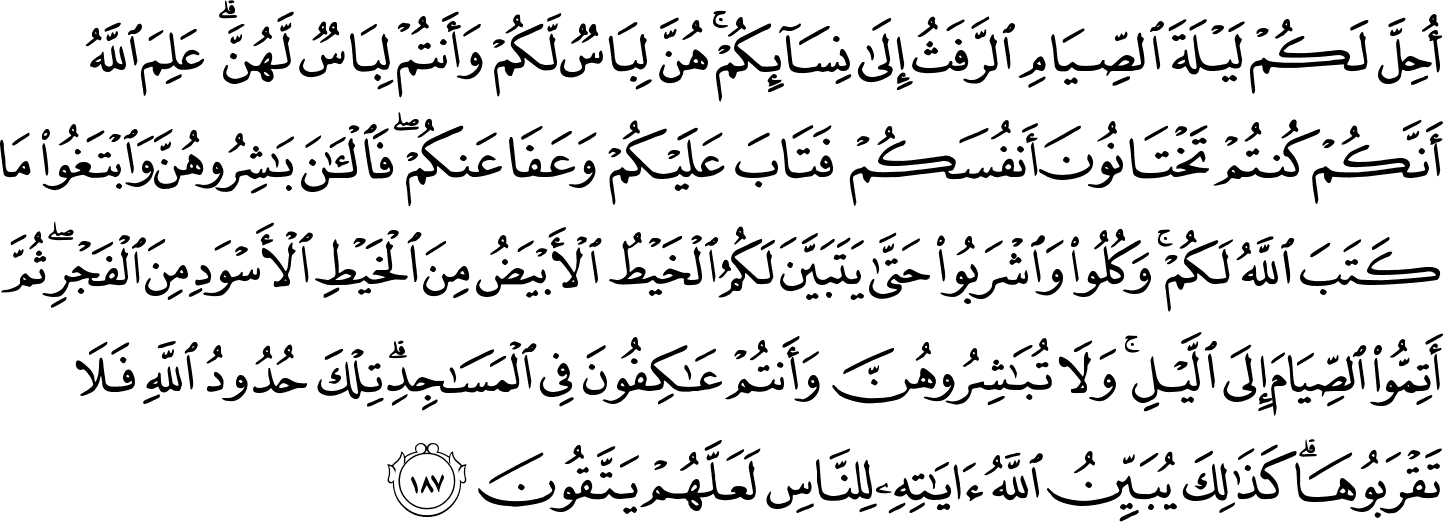 أُحِلَّ لَكُمْ لَيْلَةَ ٱلصِّيَامِ ٱلرَّفَثُ إِلَىٰ نِسَآئِكُمْ ۚ هُنَّ لِبَاسٌ لَّكُمْ وَأَنتُمْ لِبَاسٌ لَّهُنَّ ۗ عَلِمَ ٱللَّهُ
أَنَّكُمْ كُنتُمْ تَخْتَانُونَ أَنفُسَكُمْ فَتَابَ عَلَيْكُمْ وَعَفَا عَنكُمْ ۖ فَٱلْـَٰٔنَ بَـٰشِرُوهُنَّ وَٱبْتَغُوا۟ مَا
كَتَبَ ٱللَّهُ لَكُمْ ۚ وَكُلُوا۟ وَٱشْرَبُوا۟ حَتَّىٰ يَتَبَيَّنَ لَكُمُ ٱلْخَيْطُ ٱلْأَبْيَضُ مِنَ ٱلْخَيْطِ ٱلْأَسْوَدِ مِنَ ٱلْفَجْرِ ۖ ثُمَّ
أَتِمُّوا۟ ٱلصِّيَامَ إِلَى ٱلَّيْلِ ۚ وَلَا تُبَـٰشِرُوهُنَّ وَأَنتُمْ عَـٰكِفُونَ فِى ٱلْمَسَـٰجِدِ ۗ تِلْكَ حُدُودُ ٱللَّهِ فَلَا
تَقْرَبُوهَا ۗ كَذَٰلِكَ يُبَيِّنُ ٱللَّهُ ءَايَـٰتِهِۦ لِلنَّاسِ لَعَلَّهُمْ يَتَّقُونَ ١٨٧